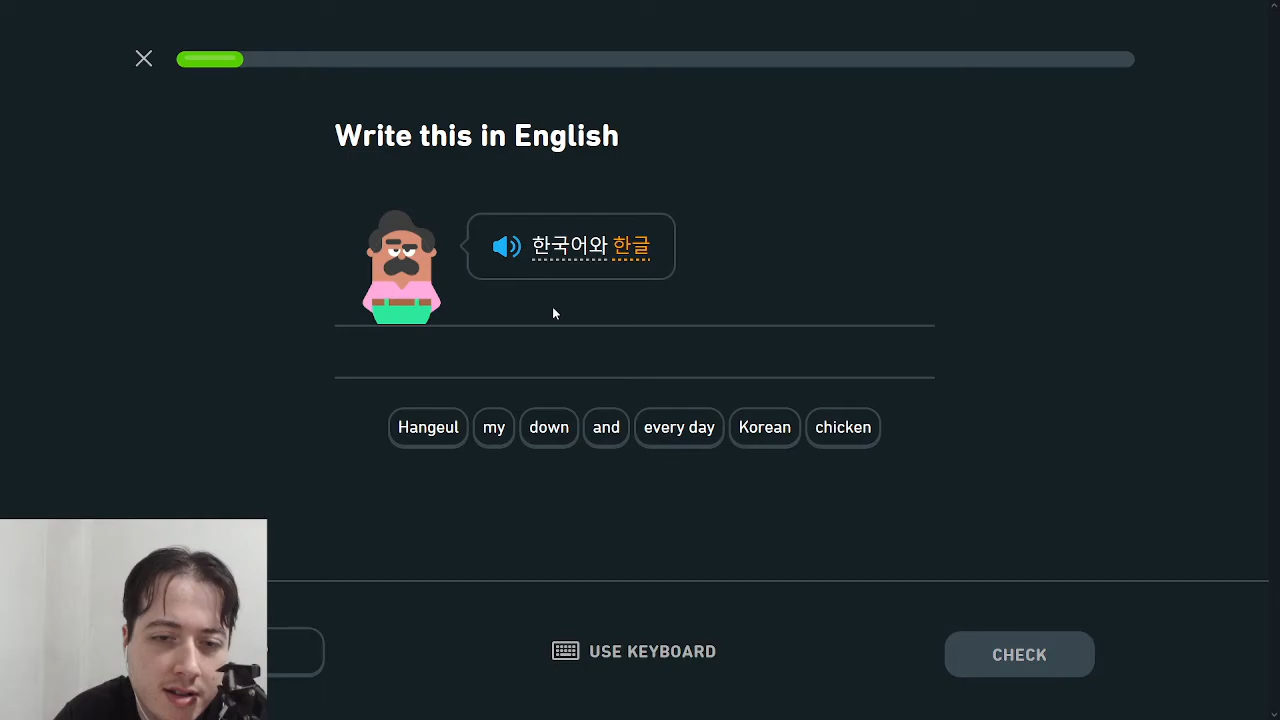 Write this in English
한국어와 한글
Hangeul my down and every day Korean chicken
USE KEYBOARD
CHECK